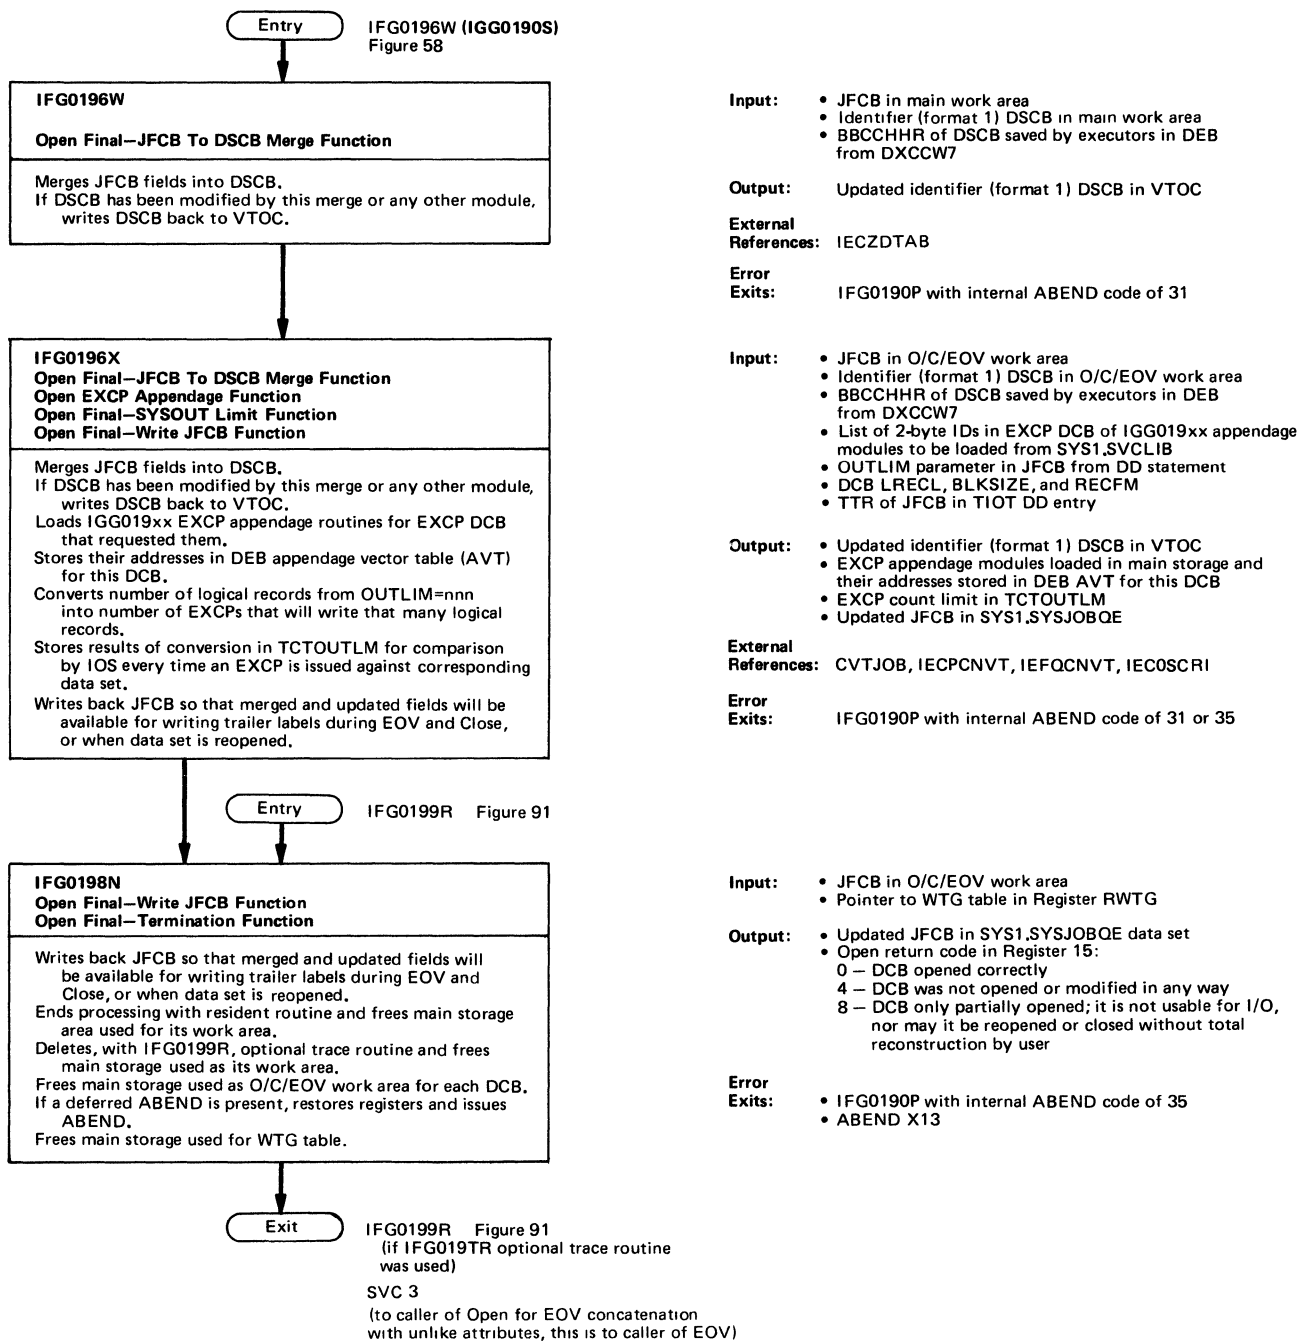 Entry
IFG0196W (IGG0190S)
Figure 58
IFG0196W
Open Final—JFCB To DSCB Merge Function
Merges JFCB fields into DSCB.
If DSCB has been modified by this merge or any other module,
writes DSCB back to VTOC.
Input: • JFCB in main work area
• Identifier (format 1) DSCB in main work area
• BBCCHHR of DSCB saved by executors in DEB
from DXCCW7
Output: Updated identifier (format 1) DSCB in VTOC
External
References: IECZDTAB
Error
Exits: IFG0190P with internal ABEND code of 31
IFG0196X
Open Final—JFCB To DSCB Merge Function
Open EXCP Appendage Function
Open Final—SYSOUT Limit Function
Open Final—Write JFCB Function
Merges JFCB fields into DSCB.
If DSCB has been modified by this merge or any other module,
writes DSCB back to VTOC.
Loads IGG019xx EXCP appendage routines for EXCP DCB
that requested them.
Stores their addresses in DEB appendage vector table (AVT)
for this DCB.
Converts number of logical records from OUTLIM=nnn
into number of EXCPs that will write that many logical
records.
Stores results of conversion in TCTOUTLM for comparison
by IOS every time an EXCP is issued against corresponding
data set.
Writes back JFCB so that merged and updated fields will be
available for writing trailer labels during EOV and Close,
or when data set is reopened.
Input: • JFCB in O/C/EOV work area
• Identifier (format 1) DSCB in O/C/EOV work area
• BBCCHHR of DSCB saved by executors in DEB
from DXCCW7
• List of 2-byte IDs in EXCP DCB of IGG019xx appendage
modules to be loaded from SYS1.SVCLIB
• OUTLIM parameter in JFCB from DD statement
• DCB LRECL, BLKSIZE, and RECFM
• TTR of JFCB in TIOT DD entry
Output: • Updated identifier (format 1) DSCB in VTOC
• EXCP appendage modules loaded in main storage and
their addresses stored in DEB AVT for this DCB
• EXCP count limit in TCTOUTLM
• Updated JFCB in SYS1.SYSJOBQE
External
References: CVTJOB, IECPCNVT, IEFQCNVT, IEC0SCRI
Error
Exits: IFG0190P with internal ABEND code of 31 or 35
Entry
IFG0199R Figure 91
IFG0198N
Open Final—Write JFCB Function
Open Final—Termination Function
Writes back JFCB so that merged and updated fields will
be available for writing trailer labels during EOV and
Close, or when data set is reopened.
Ends processing with resident routine and frees main storage
area used for its work area.
Deletes, with IFG0199R, optional trace routine and frees
main storage used as its work area.
Frees main storage used as O/C/EOV work area for each DCB.
If a deferred ABEND is present, restores registers and issues
ABEND.
Frees main storage used for WTG table.
Input: • JFCB in O/C/EOV work area
• Pointer to WTG table in Register RWTG
Output: • Updated JFCB in SYS1.SYSJOBQE data set
• Open return code in Register 15:
0 — DCB opened correctly
4 — DCB was not opened or modified in any way
8 — DCB only partially opened; it is not usable for I/O,
nor may it be reopened or closed without total
reconstruction by user
Error
Exits: • IFG0190P with internal ABEND code of 35
• ABEND X13
Exit
IFG0199R Figure 91
(if IFG019TR optional trace routine
was used)
SVC 3
(to caller of Open for EOV concatenation
with unlike attributes, this is to caller of EOV)